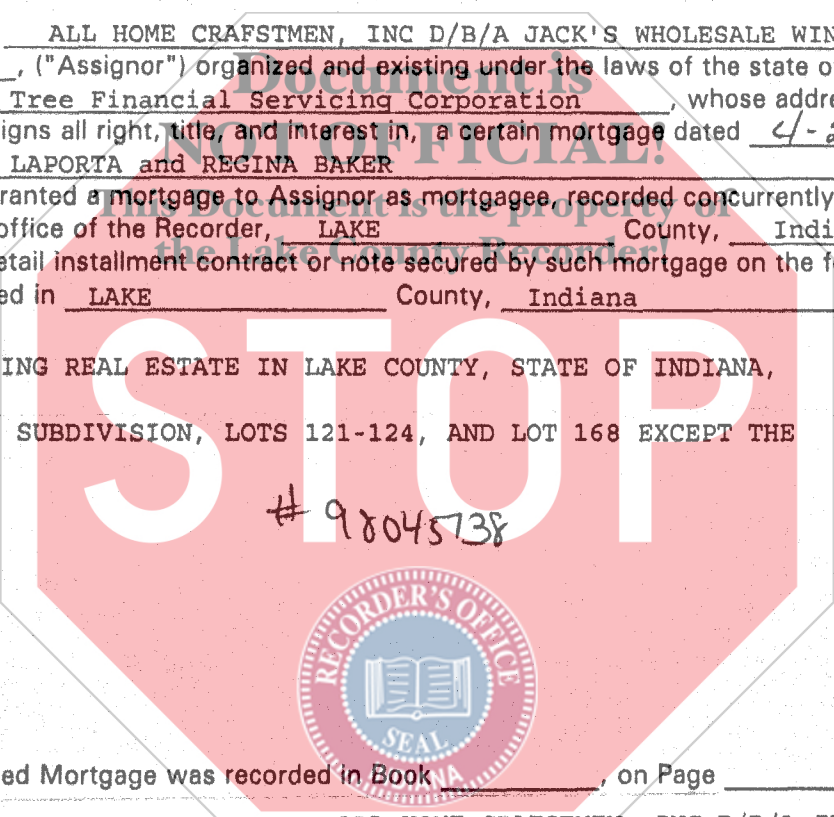 ALL HOME CRAFSTMEN, INC D/B/A JACK'S WHOLESALE WIN
, ("Assignor") organized and existing under the laws of the state o
Tree Financial Servicing Corporation , whose addre
igns all right, title, and interest in, a certain mortgage dated 4-2
LAPORTA and REGINA BAKER
ranted a mortgage to Assignor as mortgagee, recorded concurrently
office of the Recorder, LAKE County, Indi
etail installment contract or note secured by such mortgage on the f
ed in LAKE County, Indiana
Document is
NOT OFFICIAL!
This Document is the property of
the Lake County Recorder!
ING REAL ESTATE IN LAKE COUNTY, STATE OF INDIANA,
SUBDIVISION, LOTS 121-124, AND LOT 168 EXCEPT THE
STOP
# 98045738
RECORDER'S OFFICE
SEAL
INDIANA
ed Mortgage was recorded in Book , on Page